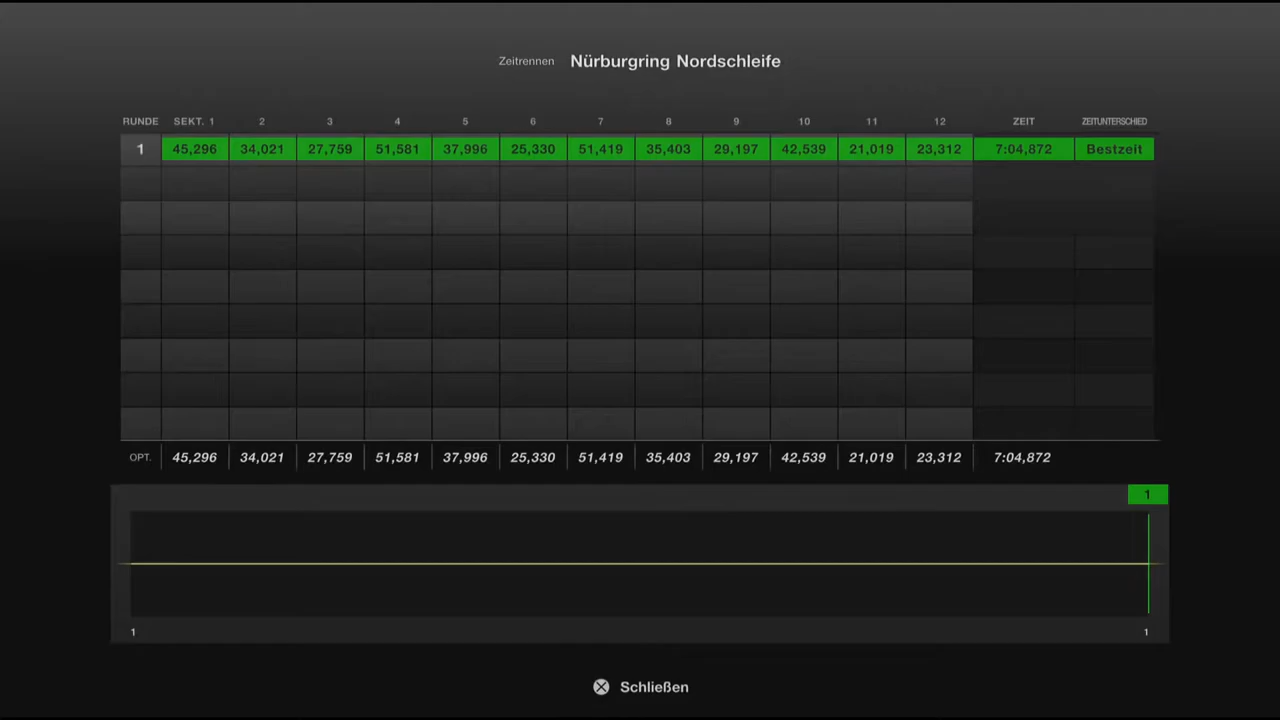 Zeitrennen Nürburgring Nordschleife
RUNDE SEKT. 1 2 3 4 5 6 7 8 9 10 11 12 ZEIT ZEITUNTERSCHIED
1 45,296 34,021 27,759 51,581 37,996 25,330 51,419 35,403 29,197 42,539 21,019 23,312 7:04,872 Bestzeit
OPT. 45,296 34,021 27,759 51,581 37,996 25,330 51,419 35,403 29,197 42,539 21,019 23,312 7:04,872
1
1 1
Schließen